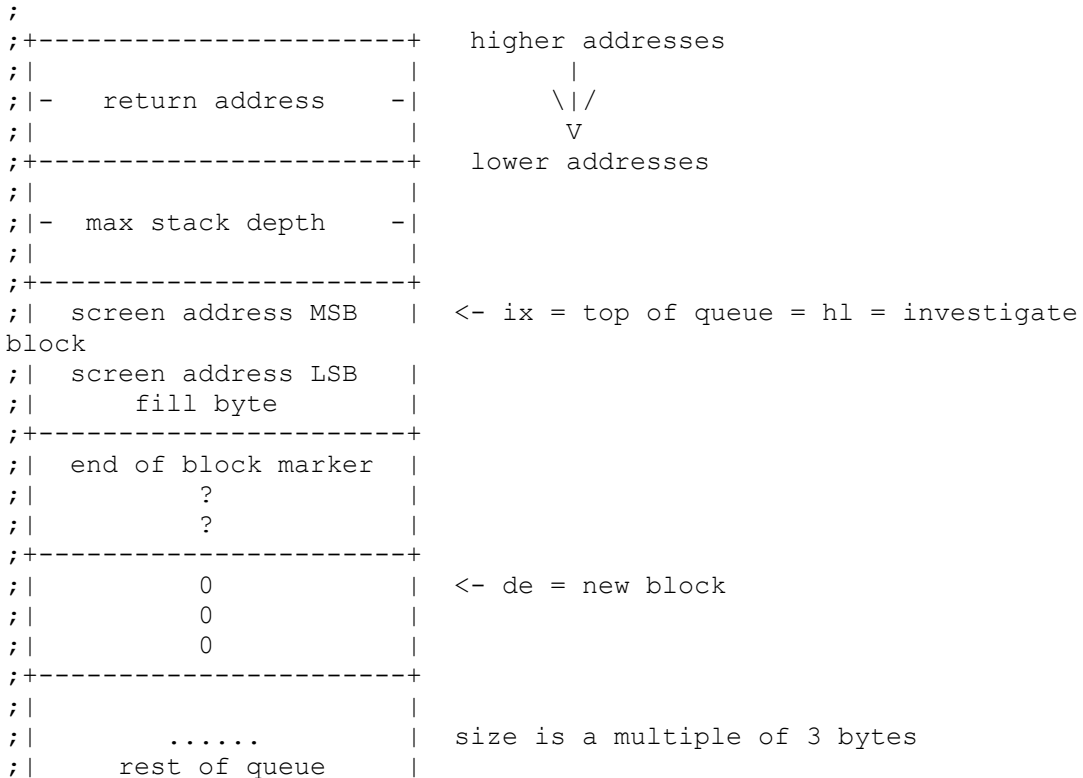 ;
;+-----------------------+   higher addresses
;|                       |         |
;|-   return address    -|        \|/
;|                       |         V
;+-----------------------+   lower addresses
;|                       |
;|-  max stack depth    -|
;|                       |
;+-----------------------+
;|  screen address MSB   |  <- ix = top of queue = hl = investigate
block
;|  screen address LSB   |
;|      fill byte        |
;+-----------------------+
;|  end of block marker  |
;|          ?            |
;|          ?            |
;+-----------------------+
;|          0            |  <- de = new block
;|          0            |
;|          0            |
;+-----------------------+
;|                       |
;|        ......         |  size is a multiple of 3 bytes
;|     rest of queue     |